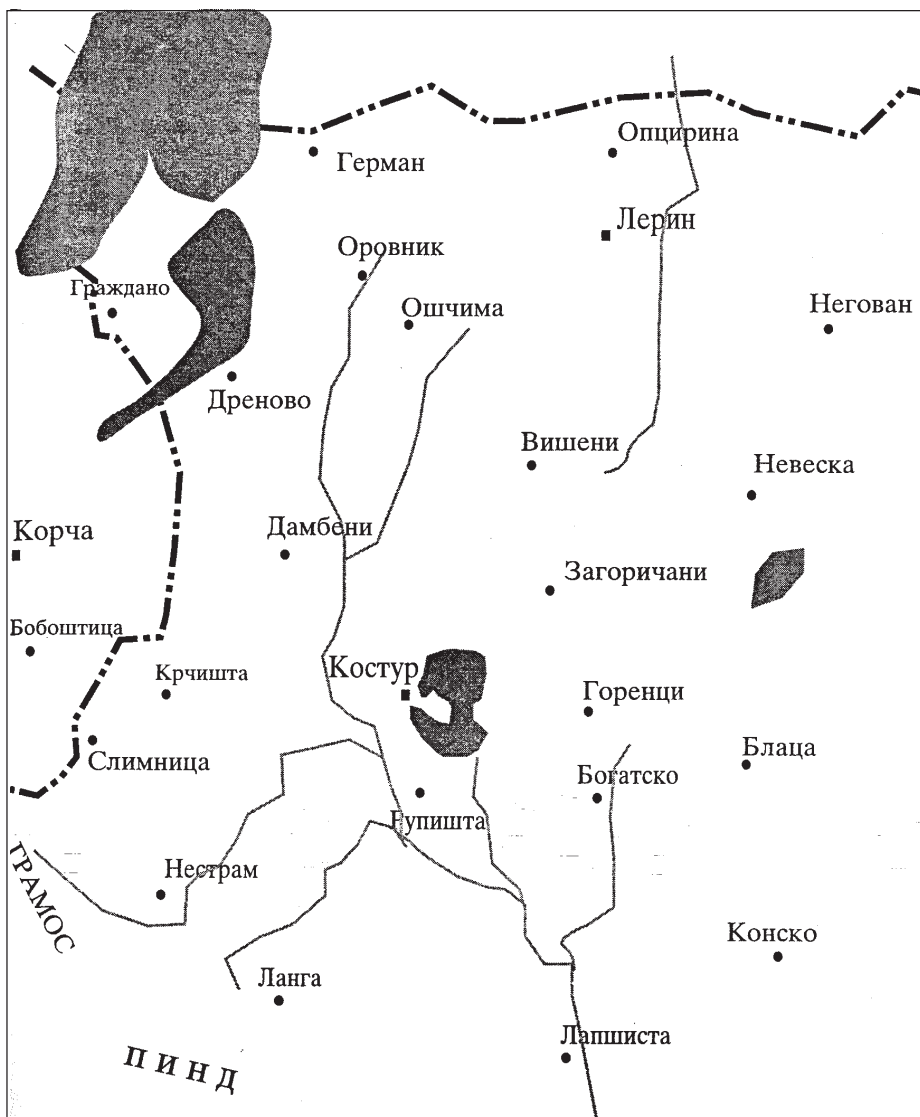 Опцирина
Герман
Лерин
Оровник
Граждано
Ошчима
Негован
Дреново
Вишени
Невеска
Корча
Дамбени
Загоричани
Бобоштица
Крчишта
Костур
Горенци
Слимница
Блаца
Богатско
Рупишта
ГРАМОС
Нестрам
Конско
Ланга
Лапшиста
ПИНД